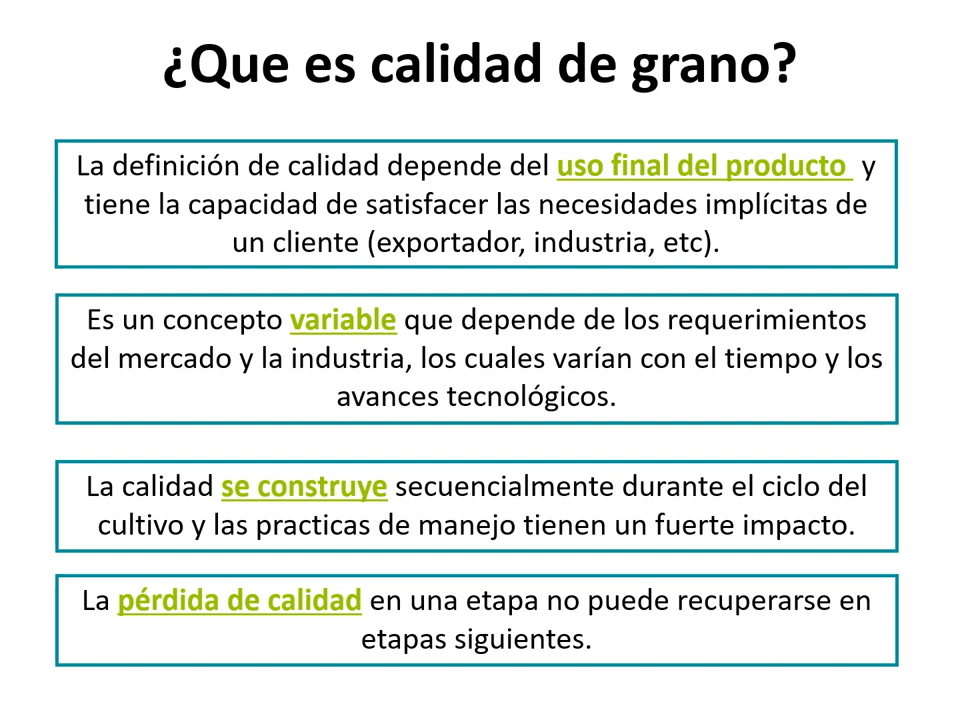 ¿Que es calidad de grano?
La definición de calidad depende del uso final del producto y
tiene la capacidad de satisfacer las necesidades implícitas de
un cliente (exportador, industria, etc).
Es un concepto variable que depende de los requerimientos
del mercado y la industria, los cuales varían con el tiempo y los
avances tecnológicos.
La calidad se construye secuencialmente durante el ciclo del
cultivo y las practicas de manejo tienen un fuerte impacto.
La pérdida de calidad en una etapa no puede recuperarse en
etapas siguientes.